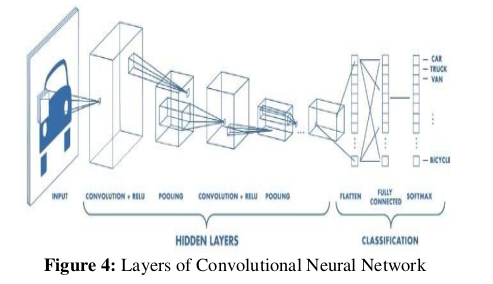 CAR
TRUCK
VAN
BICYCLE
INPUT CONVOLUTION + RELU POOLING CONVOLUTION + RELU POOLING FLATTEN FULLY CONNECTED SOFTMAX
HIDDEN LAYERS CLASSIFICATION
Figure 4: Layers of Convolutional Neural Network